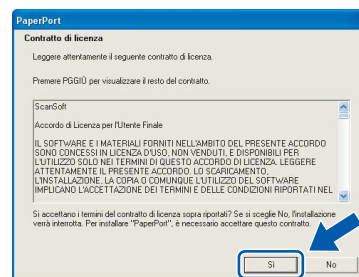 PaperPort
Contratto di licenza
Leggere attentamente il seguente contratto di licenza.
Premere PGGIÙ per visualizzare il resto del contratto.
ScanSoft
Accordo di Licenza per l'Utente Finale
IL SOFTWARE E I MATERIALI FORNITI NELL'AMBITO DEL PRESENTE ACCORDO
SONO CONCESSI IN LICENZA D'USO, NON VENDUTI, E DISPONIBILI PER
L'UTILIZZO SOLO NEI TERMINI DI QUESTO ACCORDO DI LICENZA. LEGGERE
ATTENTAMENTE IL PRESENTE ACCORDO. LO SCARICAMENTO,
L'INSTALLAZIONE, LA COPIA O COMUNQUE L'UTILIZZO DEL SOFTWARE
IMPLICANO L'ACCETTAZIONE DEI TERMINI E DELLE CONDIZIONI RIPORTATI NEL
Si accettano i termini del contratto di licenza sopra riportati? Se si sceglie No, l'installazione
verrà interrotta. Per installare "PaperPort", è necessario accettare questo contratto.
Sì
No